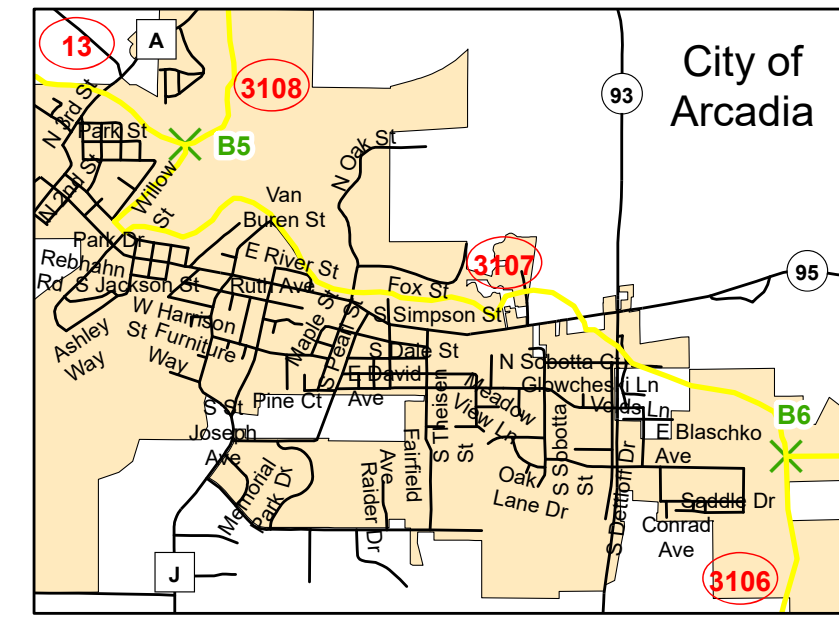 City of
Arcadia
13
A
3108
93
N 3rd St
Park St
B5
N Oak St
N 2nd St
Willow
St
Van
Buren St
Park Dr
E River St
3107
95
Rebhahn
Rd
S Jackson St
Ruth Ave
Fox St
S Simpson St
W Harrison
St
Furniture
Way
Maple St
S Pearl St
Ashley
Way
S Dale St
N Sobotta Ct
E David
Ave
Glowcheski Ln
Pine Ct
Meadow
View Ln
Volds Ln
B6
S St
Joseph
Ave
S Theisen
St
S Sobotta
St
E Blaschko
Ave
Fairfield
Ave
Raider Dr
Memorial
Park Dr
Oak
Lane Dr
S Dettloff Dr
Saddle Dr
Conrad
Ave
J
3106